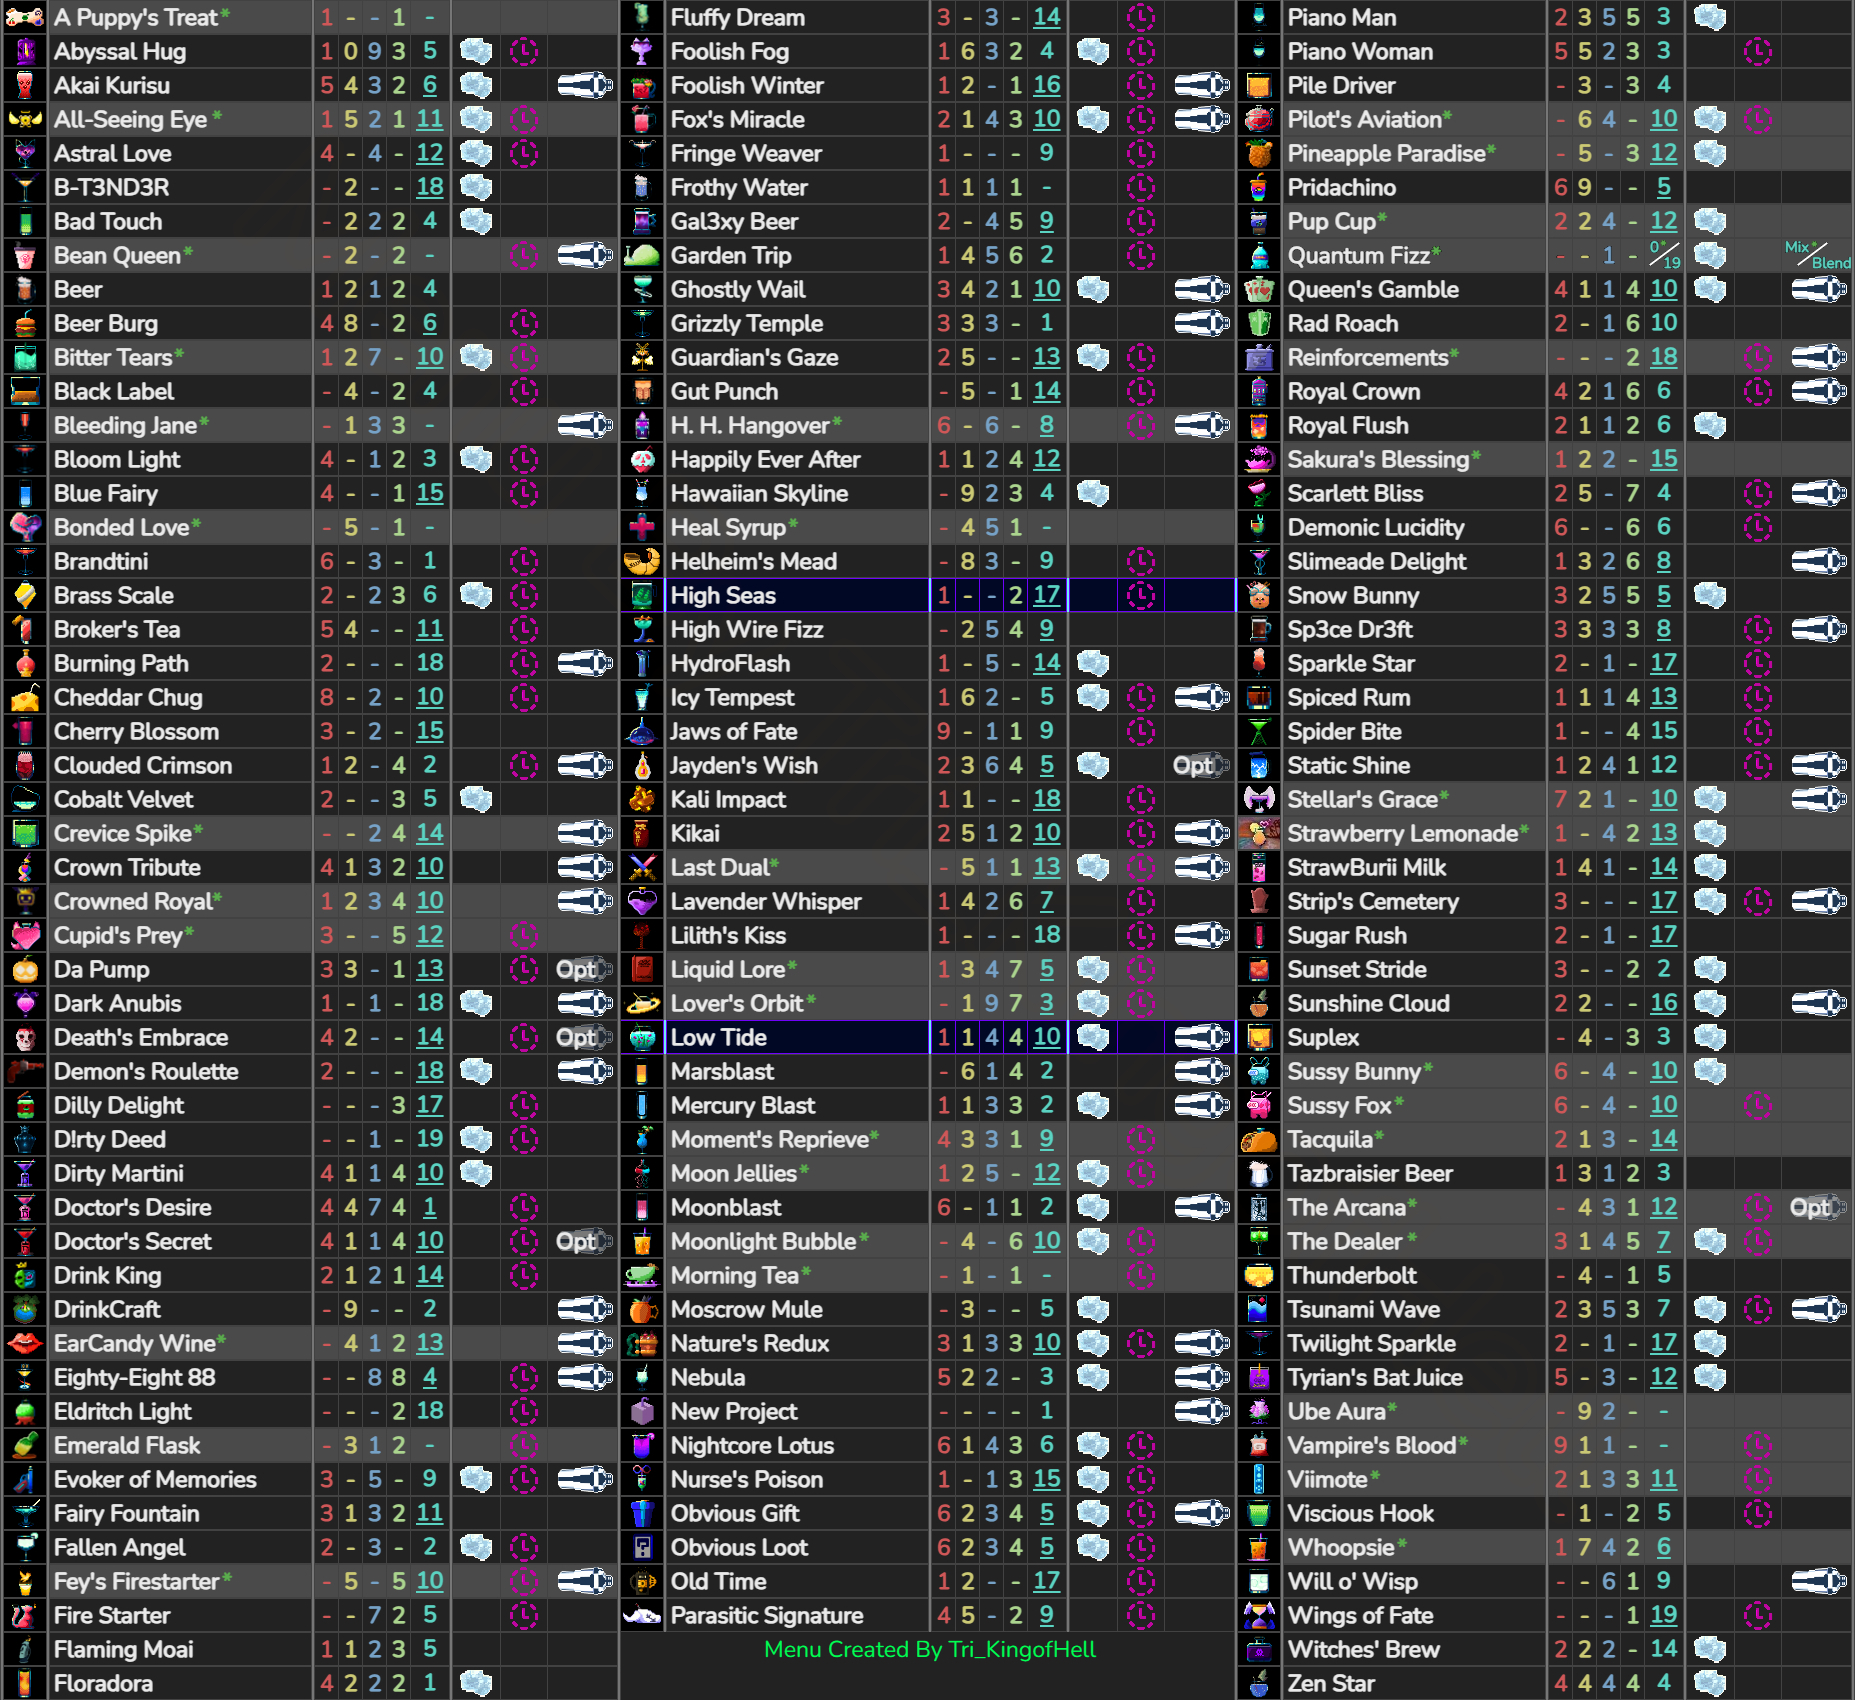 A Puppy's Treat* 1 - - 1 -
Abyssal Hug 1 0 9 3 5
Akai Kurisu 5 4 3 2 6
All-Seeing Eye * 1 5 2 1 11
Astral Love 4 - 4 - 12
B-T3ND3R - 2 - - 18
Bad Touch - 2 2 2 4
Bean Queen* - 2 - 2 -
Beer 1 2 1 2 4
Beer Burg 4 8 - 2 6
Bitter Tears* 1 2 7 - 10
Black Label - 4 - 2 4
Bleeding Jane* - 1 3 3 -
Bloom Light 4 - 1 2 3
Blue Fairy 4 - - 1 15
Bonded Love* - 5 - 1 -
Brandtini 6 - 3 - 1
Brass Scale 2 - 2 3 6
Broker's Tea 5 4 - - 11
Burning Path 2 - - - 18
Cheddar Chug 8 - 2 - 10
Cherry Blossom 3 - 2 - 15
Clouded Crimson 1 2 - 4 2
Cobalt Velvet 2 - - 3 5
Crevice Spike* - - 2 4 14
Crown Tribute 4 1 3 2 10
Crowned Royal* 1 2 3 4 10
Cupid's Prey* 3 - - 5 12
Da Pump 3 3 - 1 13 Opt
Dark Anubis 1 - 1 - 18
Death's Embrace 4 2 - - 14 Opt
Demon's Roulette 2 - - - 18
Dilly Delight - - - 3 17
D!rty Deed - - 1 - 19
Dirty Martini 4 1 1 4 10
Doctor's Desire 4 4 7 4 1
Doctor's Secret 4 1 1 4 10 Opt
Drink King 2 1 2 1 14
DrinkCraft - 9 - - 2
EarCandy Wine* - 4 1 2 13
Eighty-Eight 88 - - 8 8 4
Eldritch Light - - - 2 18
Emerald Flask - 3 1 2 -
Evoker of Memories 3 - 5 - 9
Fairy Fountain 3 1 3 2 11
Fallen Angel 2 - 3 - 2
Fey's Firestarter* - 5 - 5 10
Fire Starter - - 7 2 5
Flaming Moai 1 1 2 3 5
Floradora 4 2 2 2 1
Fluffy Dream 3 - 3 - 14
Foolish Fog 1 6 3 2 4
Foolish Winter 1 2 - 1 16
Fox's Miracle 2 1 4 3 10
Fringe Weaver 1 - - - 9
Frothy Water 1 1 1 1 -
Gal3xy Beer 2 - 4 5 9
Garden Trip 1 4 5 6 2
Ghostly Wail 3 4 2 1 10
Grizzly Temple 3 3 3 - 1
Guardian's Gaze 2 5 - - 13
Gut Punch - 5 - 1 14
H. H. Hangover* 6 - 6 - 8
Happily Ever After 1 1 2 4 12
Hawaiian Skyline - 9 2 3 4
Heal Syrup* - 4 5 1 -
Helheim's Mead - 8 3 - 9
High Seas 1 - - 2 17
High Wire Fizz - 2 5 4 9
HydroFlash 1 - 5 - 14
Icy Tempest 1 6 2 - 5
Jaws of Fate 9 - 1 1 9
Jayden's Wish 2 3 6 4 5 Opt
Kali Impact 1 1 - - 18
Kikai 2 5 1 2 10
Last Dual* - 5 1 1 13
Lavender Whisper 1 4 2 6 7
Lilith's Kiss 1 - - - 18
Liquid Lore* 1 3 4 7 5
Lover's Orbit* - 1 9 7 3
Low Tide 1 1 4 4 10
Marsblast - 6 1 4 2
Mercury Blast 1 1 3 3 2
Moment's Reprieve* 4 3 3 1 9
Moon Jellies* 1 2 5 - 12
Moonblast 6 - 1 1 2
Moonlight Bubble* - 4 - 6 10
Morning Tea* - 1 - 1 -
Moscrow Mule - 3 - - 5
Nature's Redux 3 1 3 3 10
Nebula 5 2 2 - 3
New Project - - - - 1
Nightcore Lotus 6 1 4 3 6
Nurse's Poison 1 - 1 3 15
Obvious Gift 6 2 3 4 5
Obvious Loot 6 2 3 4 5
Old Time 1 2 - - 17
Parasitic Signature 4 5 - 2 9
Menu Created By Tri_KingofHell
Piano Man 2 3 5 5 3
Piano Woman 5 5 2 3 3
Pile Driver - 3 - 3 4
Pilot's Aviation* - 6 4 - 10
Pineapple Paradise* - 5 - 3 12
Pridachino 6 9 - - 5
Pup Cup* 2 2 4 - 12
Quantum Fizz* - - 1 - 0*/19 Mix*/Blend
Queen's Gamble 4 1 1 4 10
Rad Roach 2 - 1 6 10
Reinforcements* - - - 2 18
Royal Crown 4 2 1 6 6
Royal Flush 2 1 1 2 6
Sakura's Blessing* 1 2 2 - 15
Scarlett Bliss 2 5 - 7 4
Demonic Lucidity 6 - - 6 6
Slimeade Delight 1 3 2 6 8
Snow Bunny 3 2 5 5 5
Sp3ce Dr3ft 3 3 3 3 8
Sparkle Star 2 - 1 - 17
Spiced Rum 1 1 1 4 13
Spider Bite 1 - - 4 15
Static Shine 1 2 4 1 12
Stellar's Grace* 7 2 1 - 10
Strawberry Lemonade* 1 - 4 2 13
StrawBurii Milk 1 4 1 - 14
Strip's Cemetery 3 - - - 17
Sugar Rush 2 - 1 - 17
Sunset Stride 3 - - 2 2
Sunshine Cloud 2 2 - - 16
Suplex - 4 - 3 3
Sussy Bunny* 6 - 4 - 10
Sussy Fox* 6 - 4 - 10
Tacquila* 2 1 3 - 14
Tazbraisier Beer 1 3 1 2 3
The Arcana* - 4 3 1 12 Opt
The Dealer* 3 1 4 5 7
Thunderbolt - 4 - 1 5
Tsunami Wave 2 3 5 3 7
Twilight Sparkle 2 - 1 - 17
Tyrian's Bat Juice 5 - 3 - 12
Ube Aura* - 9 2 - -
Vampire's Blood* 9 1 1 - -
Viimote* 2 1 3 3 11
Viscious Hook - 1 - 2 5
Whoopsie* 1 7 4 2 6
Will o' Wisp - - 6 1 9
Wings of Fate - - - 1 19
Witches' Brew 2 2 2 - 14
Zen Star 4 4 4 4 4